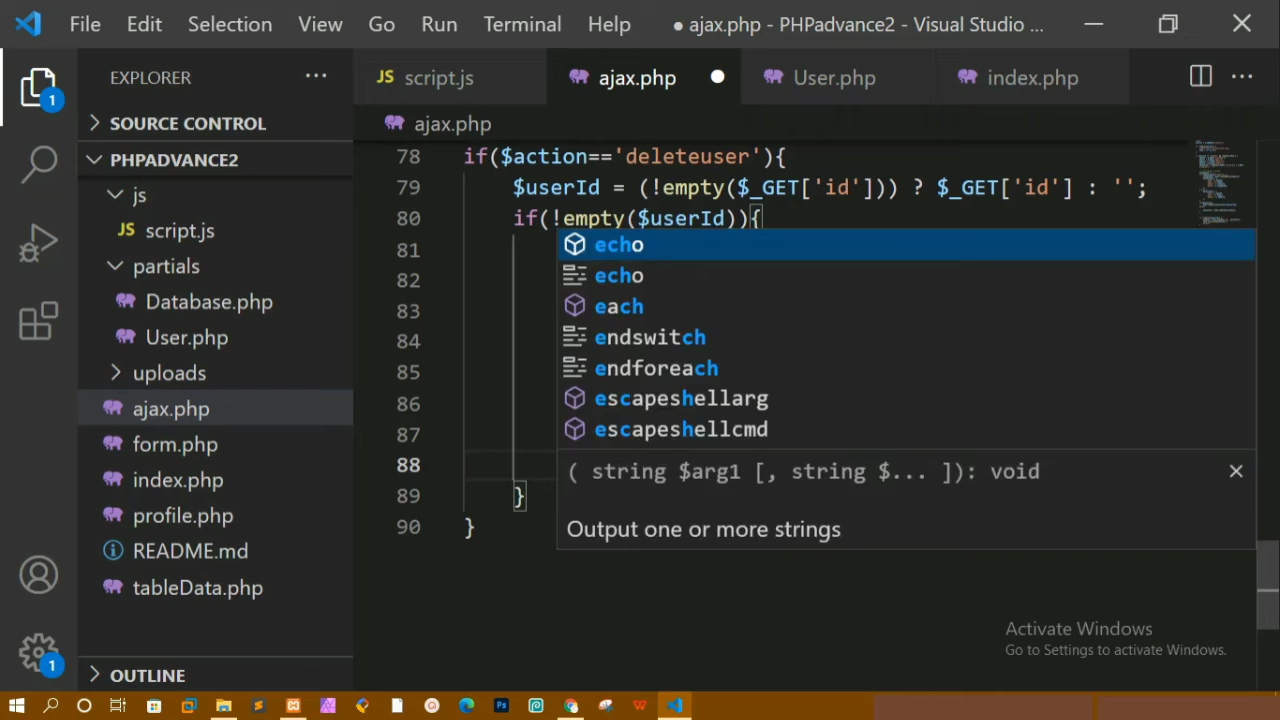 File Edit Selection View Go Run Terminal Help ● ajax.php - PHPadvance2 - Visual Studio ...
EXPLORER ...
SOURCE CONTROL
PHPADVANCE2
js
JS script.js
partials
Database.php
User.php
uploads
ajax.php
form.php
index.php
profile.php
README.md
tableData.php
OUTLINE
1
1
JS script.js ajax.php User.php index.php
ajax.php
78 if($action=='deleteuser'){
79 $userId = (!empty($_GET['id'])) ? $_GET['id'] : '';
80 if(!empty($userId)){
81
82
83
84
85
86
87
88
89 }
90 }
echo
echo
each
endswitch
endforeach
escapeshellarg
escapeshellcmd
( string $arg1 [, string $... ]): void
Output one or more strings
Activate Windows
Go to Settings to activate Windows.
Ps